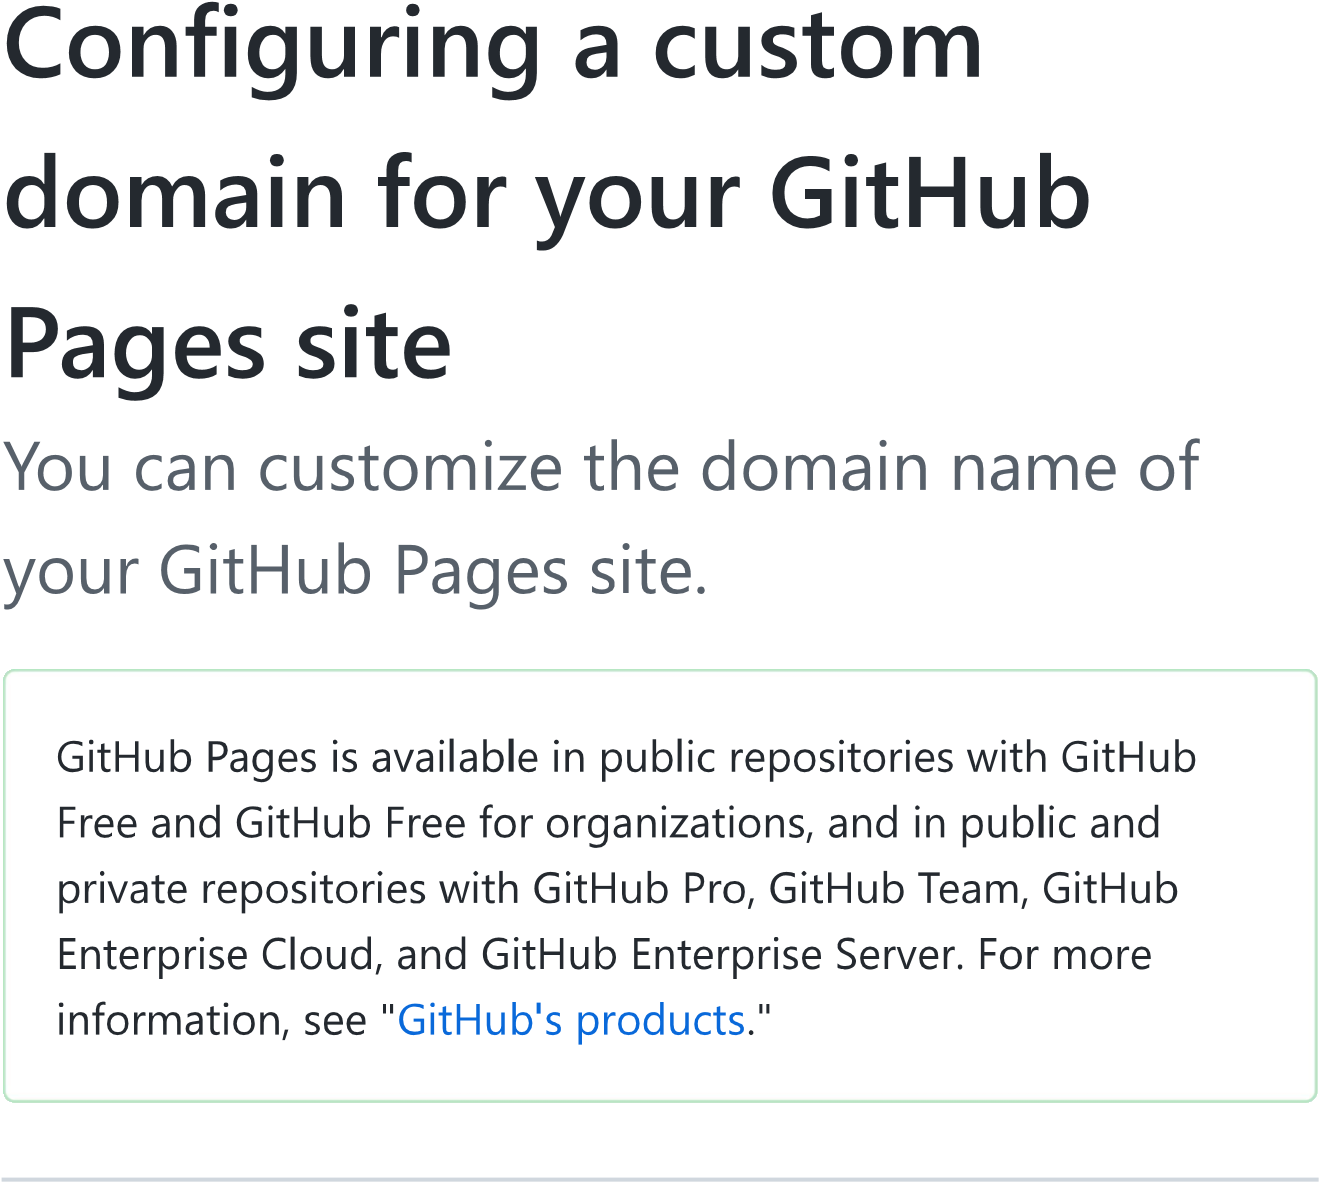 Configuring a custom
domain for your GitHub
Pages site
You can customize the domain name of
your GitHub Pages site.
GitHub Pages is available in public repositories with GitHub
Free and GitHub Free for organizations, and in public and
private repositories with GitHub Pro, GitHub Team, GitHub
Enterprise Cloud, and GitHub Enterprise Server. For more
information, see "GitHub's products."